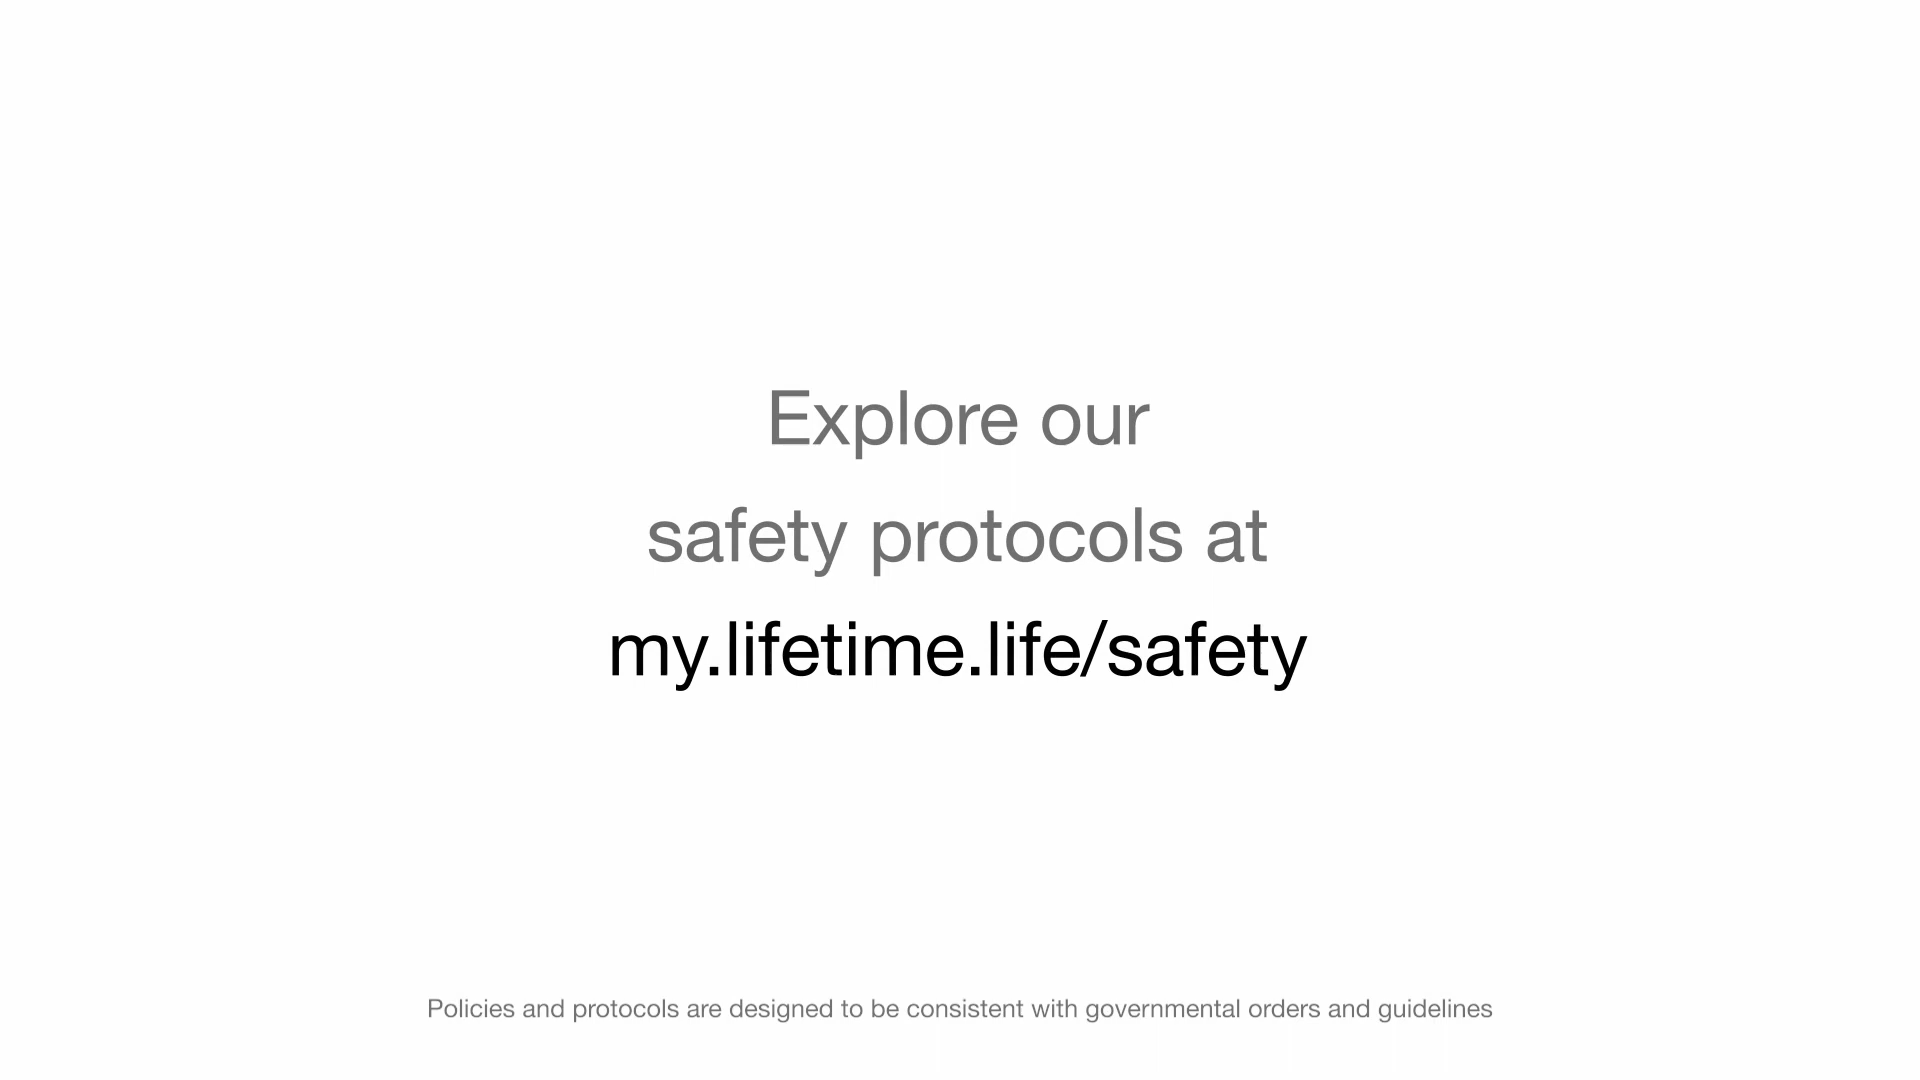 Explore our
safety protocols at
my.lifetime.life/safety
Policies and protocols are designed to be consistent with governmental orders and guidelines